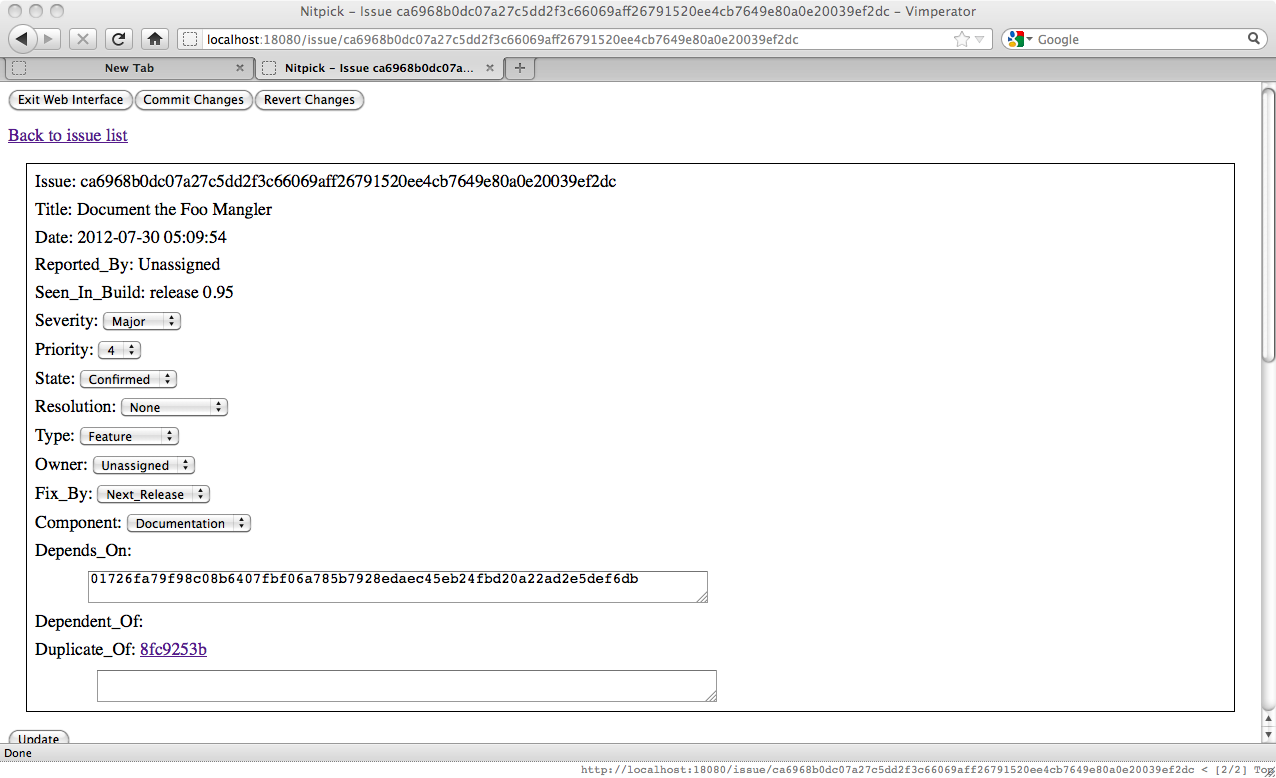 Nitpick – Issue ca6968b0dc07a27c5dd2f3c66069aff26791520ee4cb7649e80a0e20039ef2dc – Vimperator
localhost:18080/issue/ca6968b0dc07a27c5dd2f3c66069aff26791520ee4cb7649e80a0e20039ef2dc Google
New Tab Nitpick – Issue ca6968b0dc07a...
Exit Web Interface Commit Changes Revert Changes
Back to issue list
Issue: ca6968b0dc07a27c5dd2f3c66069aff26791520ee4cb7649e80a0e20039ef2dc
Title: Document the Foo Mangler
Date: 2012-07-30 05:09:54
Reported_By: Unassigned
Seen_In_Build: release 0.95
Severity: Major
Priority: 4
State: Confirmed
Resolution: None
Type: Feature
Owner: Unassigned
Fix_By: Next_Release
Component: Documentation
Depends_On:
01726fa79f98c08b6407fbf06a785b7928edaec45eb24fbd20a22ad2e5def6db
Dependent_Of:
Duplicate_Of: 8fc9253b
Update
Done
http://localhost:18080/issue/ca6968b0dc07a27c5dd2f3c66069aff26791520ee4cb7649e80a0e20039ef2dc < [2/2] Top